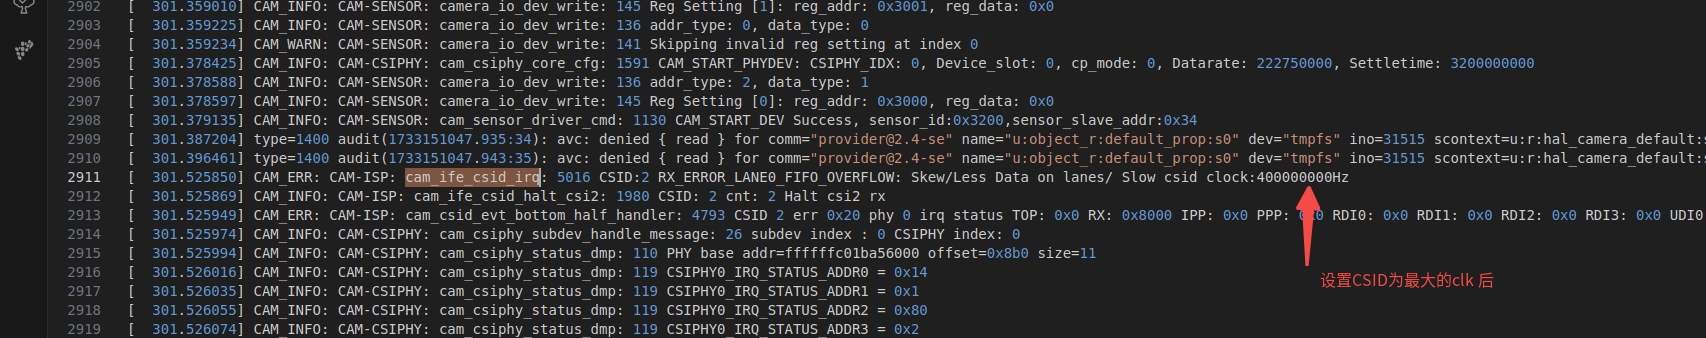 2902 [ 301.359010] CAM_INFO: CAM-SENSOR: camera_io_dev_write: 145 Reg Setting [1]: reg_addr: 0x3001, reg_data: 0x0
2903 [ 301.359225] CAM_INFO: CAM-SENSOR: camera_io_dev_write: 136 addr_type: 0, data_type: 0
2904 [ 301.359234] CAM_WARN: CAM-SENSOR: camera_io_dev_write: 141 Skipping invalid reg setting at index 0
2905 [ 301.378425] CAM_INFO: CAM-CSIPHY: cam_csiphy_core_cfg: 1591 CAM_START_PHYDEV: CSIPHY_IDX: 0, Device_slot: 0, cp_mode: 0, Datarate: 222750000, Settletime: 3200000000
2906 [ 301.378588] CAM_INFO: CAM-SENSOR: camera_io_dev_write: 136 addr_type: 2, data_type: 1
2907 [ 301.378597] CAM_INFO: CAM-SENSOR: camera_io_dev_write: 145 Reg Setting [0]: reg_addr: 0x3000, reg_data: 0x0
2908 [ 301.379135] CAM_INFO: CAM-SENSOR: cam_sensor_driver_cmd: 1130 CAM_START_DEV Success, sensor_id:0x3200,sensor_slave_addr:0x34
2909 [ 301.387204] type=1400 audit(1733151047.935:34): avc: denied { read } for comm="provider@2.4-se" name="u:object_r:default_prop:s0" dev="tmpfs" ino=31515 scontext=u:r:hal_camera_default:s
2910 [ 301.396461] type=1400 audit(1733151047.943:35): avc: denied { read } for comm="provider@2.4-se" name="u:object_r:default_prop:s0" dev="tmpfs" ino=31515 scontext=u:r:hal_camera_default:s
2911 [ 301.525850] CAM_ERR: CAM-ISP: cam_ife_csid_irq: 5016 CSID:2 RX_ERROR_LANE0_FIFO_OVERFLOW: Skew/Less Data on lanes/ Slow csid clock:400000000Hz
2912 [ 301.525869] CAM_INFO: CAM-ISP: cam_ife_csid_halt_csi2: 1980 CSID: 2 cnt: 2 Halt csi2 rx
2913 [ 301.525949] CAM_ERR: CAM-ISP: cam_csid_evt_bottom_half_handler: 4793 CSID 2 err 0x20 phy 0 irq status TOP: 0x0 RX: 0x8000 IPP: 0x0 PPP: 0x0 RDI0: 0x0 RDI1: 0x0 RDI2: 0x0 RDI3: 0x0 UDI0
2914 [ 301.525974] CAM_INFO: CAM-CSIPHY: cam_csiphy_subdev_handle_message: 26 subdev index : 0 CSIPHY index: 0
2915 [ 301.525994] CAM_INFO: CAM-CSIPHY: cam_csiphy_status_dmp: 110 PHY base addr=ffffffc01ba56000 offset=0x8b0 size=11
2916 [ 301.526016] CAM_INFO: CAM-CSIPHY: cam_csiphy_status_dmp: 119 CSIPHY0_IRQ_STATUS_ADDR0 = 0x14
设置CSID为最大的clk 后
2917 [ 301.526035] CAM_INFO: CAM-CSIPHY: cam_csiphy_status_dmp: 119 CSIPHY0_IRQ_STATUS_ADDR1 = 0x1
2918 [ 301.526055] CAM_INFO: CAM-CSIPHY: cam_csiphy_status_dmp: 119 CSIPHY0_IRQ_STATUS_ADDR2 = 0x80
2919 [ 301.526074] CAM_INFO: CAM-CSIPHY: cam_csiphy_status_dmp: 119 CSIPHY0_IRQ_STATUS_ADDR3 = 0x2